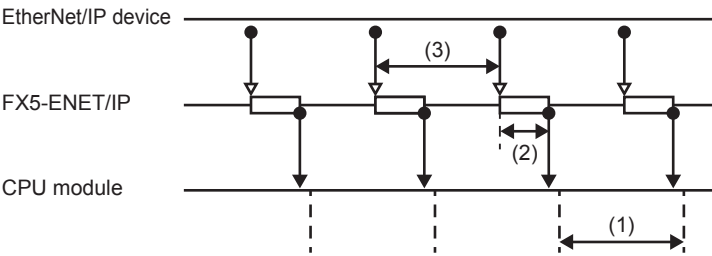 EtherNet/IP device
(3)
FX5-ENET/IP
(2)
CPU module
(1)